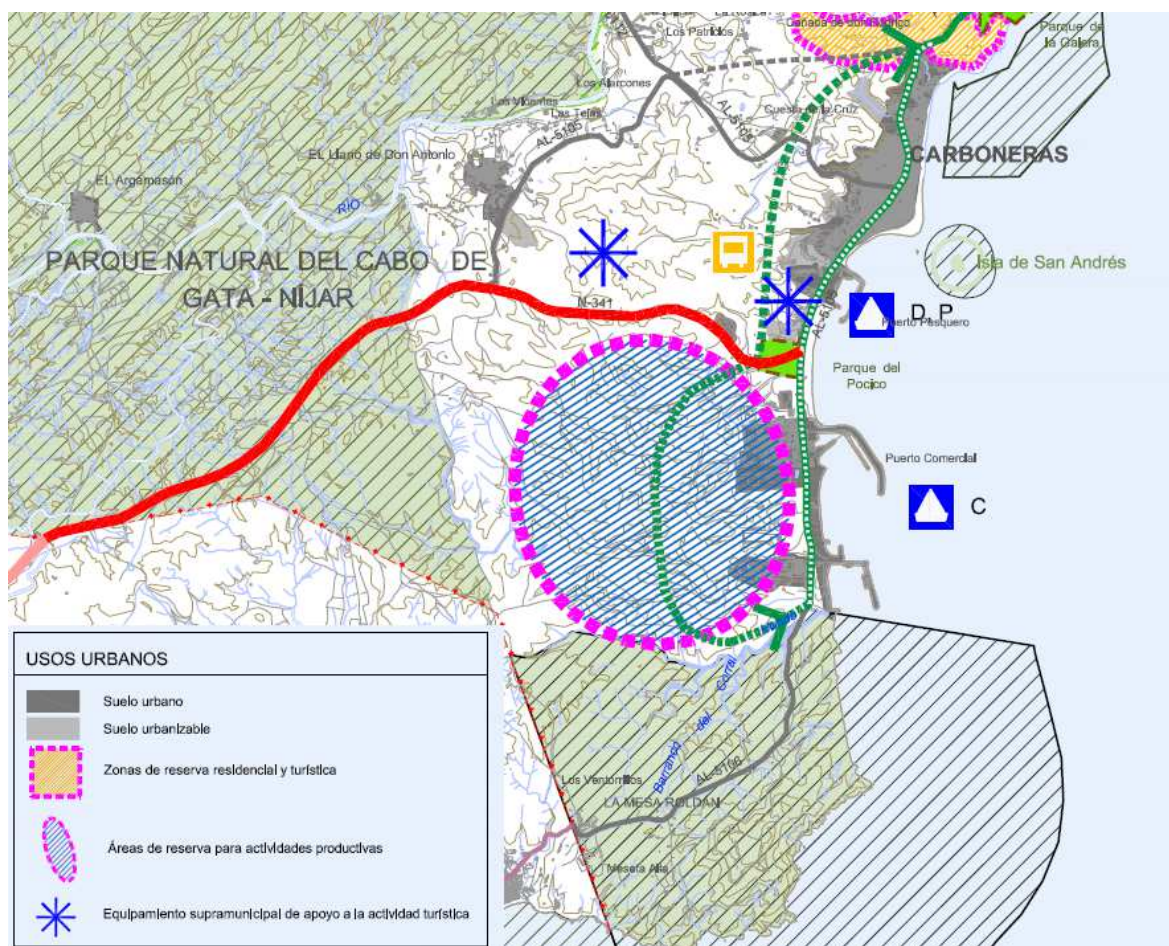 Parque de
la Galera
Los Patricios
Los Alarcones
Las Tejas
Cuesta de la Cruz
AL-5105
AL-5105
EL Llano de Don Antonio
CARBONERAS
EL Argamasón
RÍO
PARQUE NATURAL DEL CABO DE
GATA - NÍJAR
Isla de San Andrés
N-341
D, P
Puerto Pesquero
Parque del
Pocico
Puerto Comercial
C
Barranco del Corral
AL-5106
Los Ventorrillos
LA MESA ROLDAN
Meseta Alta
USOS URBANOS
Suelo urbano
Suelo urbanizable
Zonas de reserva residencial y turística
Áreas de reserva para actividades productivas
Equipamiento supramunicipal de apoyo a la actividad turística